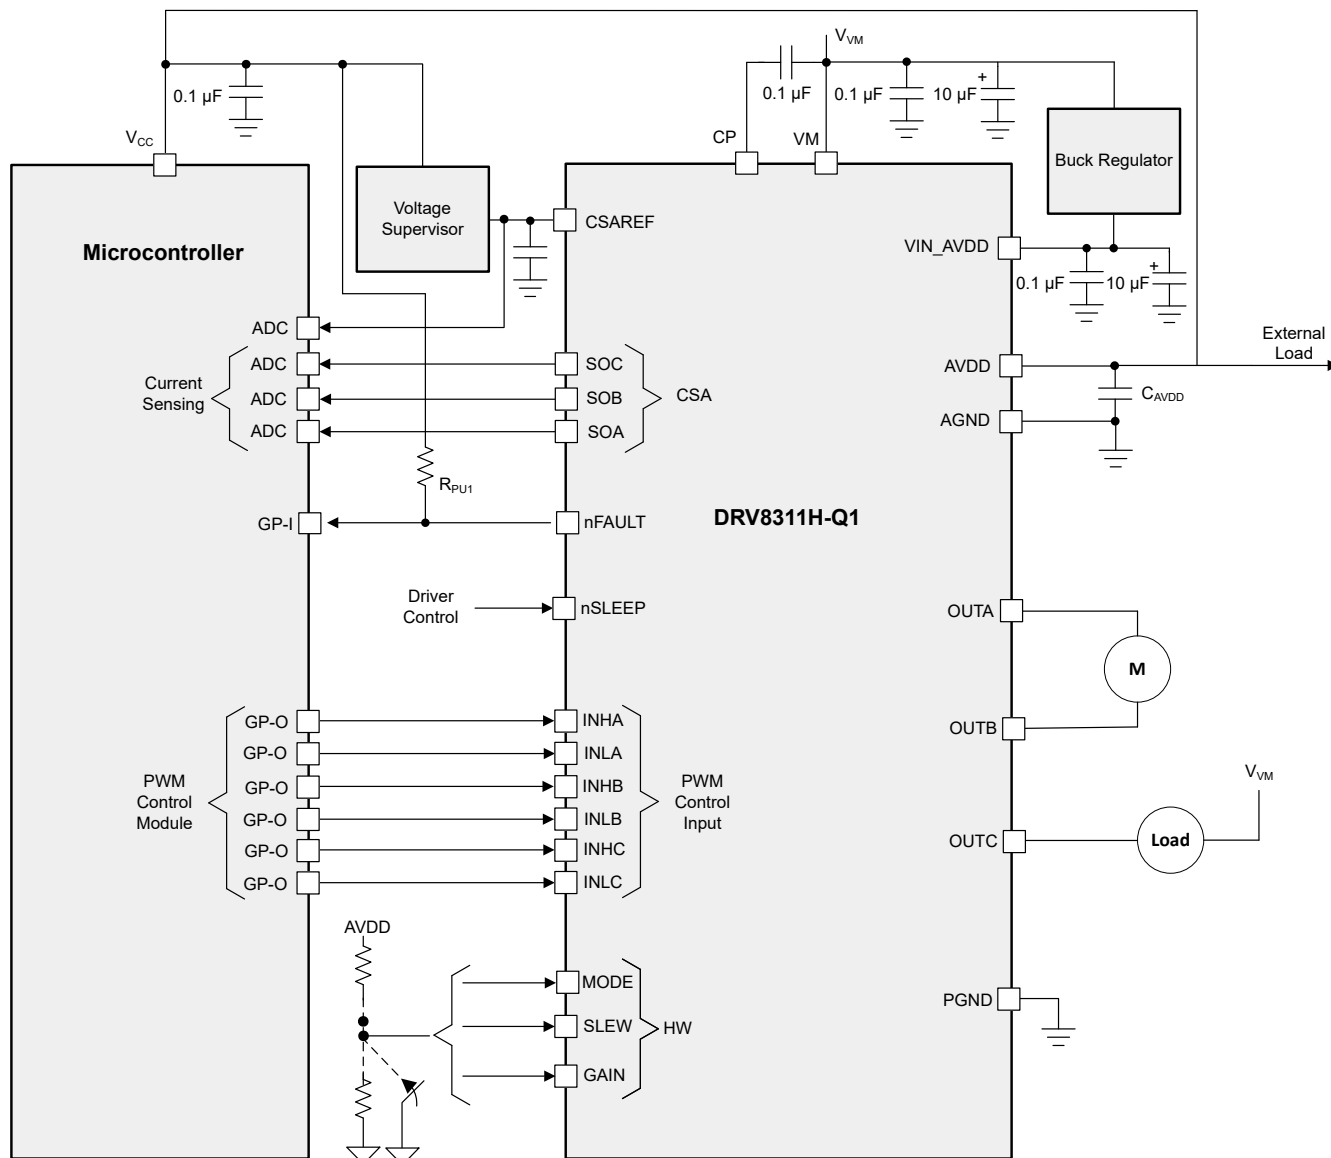 V_VM
0.1 µF
0.1 µF
0.1 µF
10 µF
+
V_CC
CP
VM
Buck Regulator
Voltage
Supervisor
CSAREF
Microcontroller
VIN_AVDD
0.1 µF
10 µF
+
ADC
External
Load
ADC
SOC
AVDD
Current
Sensing
ADC
SOB
CSA
C_AVDD
ADC
SOA
AGND
R_PU1
GP-I
nFAULT
DRV8311H-Q1
Driver
Control
nSLEEP
OUTA
M
GP-O
INHA
OUTB
GP-O
INLA
PWM
Control
Module
GP-O
INHB
PWM
Control
Input
V_VM
GP-O
INLB
OUTC
Load
GP-O
INHC
GP-O
INLC
AVDD
MODE
PGND
SLEW
HW
GAIN